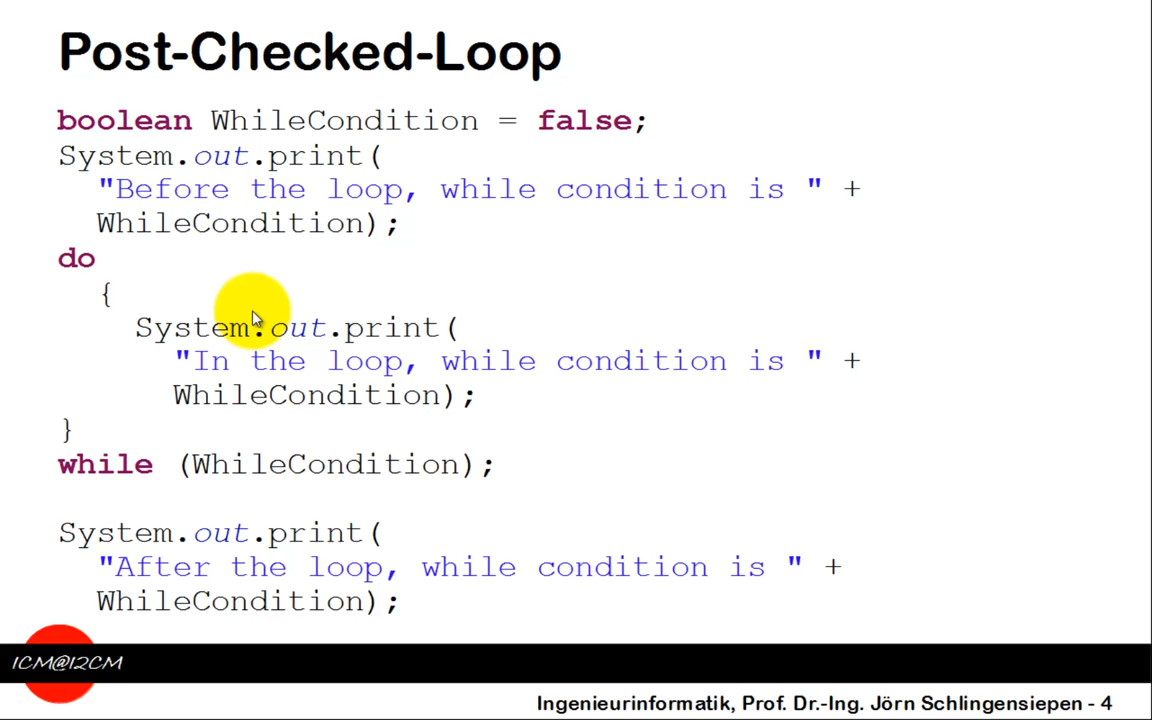 Post-Checked-Loop
boolean WhileCondition = false;
System.out.print(
"Before the loop, while condition is " +
WhileCondition);
do
{
System.out.print(
"In the loop, while condition is " +
WhileCondition);
}
while (WhileCondition);
System.out.print(
"After the loop, while condition is " +
WhileCondition);
1CM@12CM
Ingenieurinformatik, Prof. Dr.-Ing. Jörn Schlingensiepen - 4